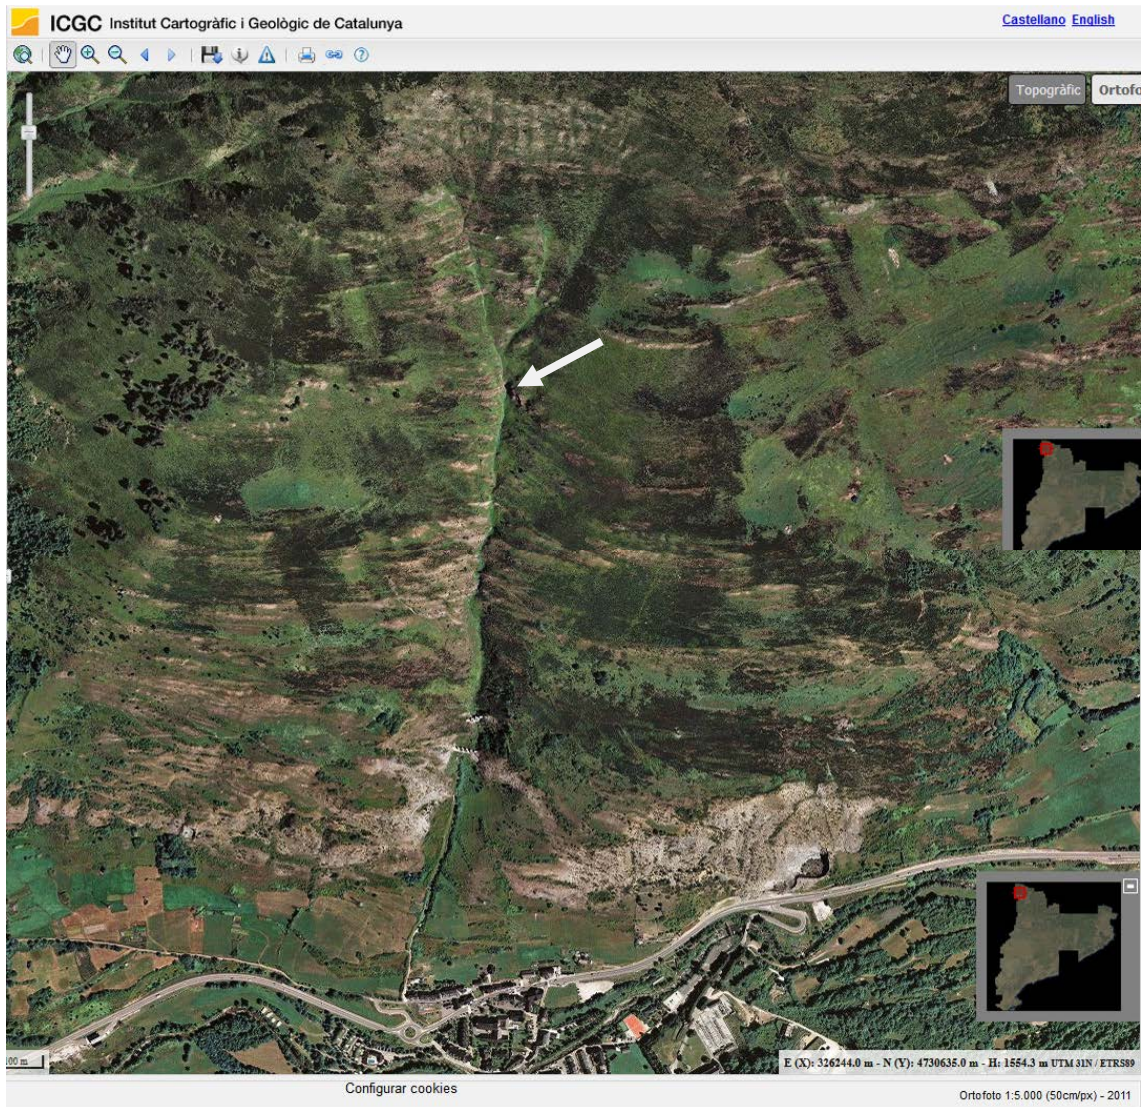 ICGC Institut Cartogràfic i Geològic de Catalunya
Castellano English
Topogràfic Ortofo
00 m
E (X): 326244.0 m - N (Y): 4730635.0 m - H: 1554.3 m UTM 31N / ETRS89
Configurar cookies
Ortofoto 1:5.000 (50cm/px) - 2011